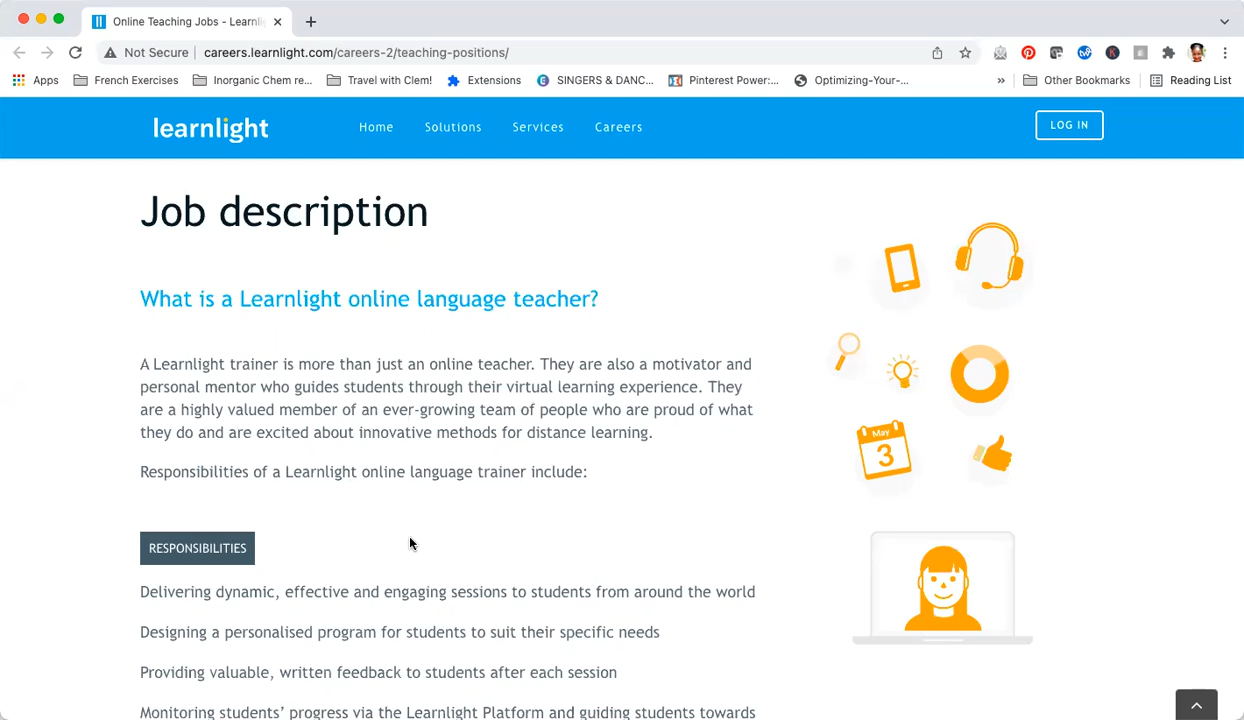 Online Teaching Jobs - Learnli
Not Secure
careers.learnlight.com/careers-2/teaching-positions/
Apps
French Exercises
Inorganic Chem re...
Travel with Clem!
Extensions
SINGERS & DANC...
Pinterest Power:...
Optimizing-Your-...
»
Other Bookmarks
Reading List
learnlight
Home
Solutions
Services
Careers
LOG IN
Job description
What is a Learnlight online language teacher?
A Learnlight trainer is more than just an online teacher. They are also a motivator and
personal mentor who guides students through their virtual learning experience. They
are a highly valued member of an ever-growing team of people who are proud of what
they do and are excited about innovative methods for distance learning.
Responsibilities of a Learnlight online language trainer include:
May
3
RESPONSIBILITIES
Delivering dynamic, effective and engaging sessions to students from around the world
Designing a personalised program for students to suit their specific needs
Providing valuable, written feedback to students after each session
Monitoring students' progress via the Learnlight Platform and guiding students towards